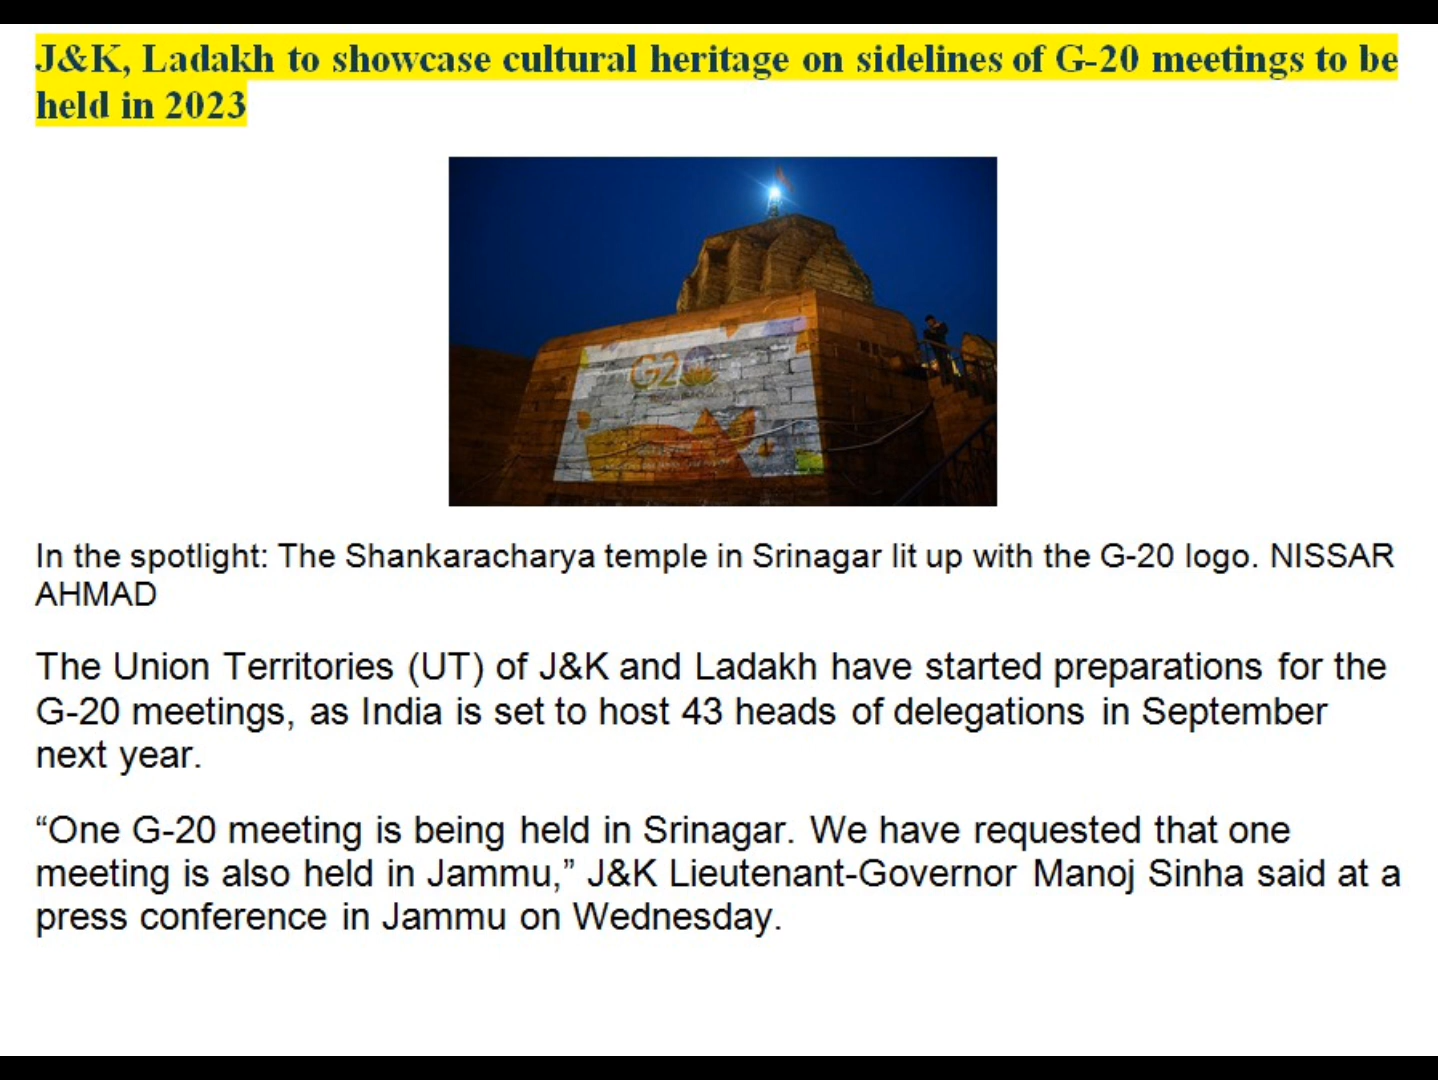 J&K, Ladakh to showcase cultural heritage on sidelines of G-20 meetings to be
held in 2023
G20
In the spotlight: The Shankaracharya temple in Srinagar lit up with the G-20 logo. NISSAR
AHMAD
The Union Territories (UT) of J&K and Ladakh have started preparations for the
G-20 meetings, as India is set to host 43 heads of delegations in September
next year.
“One G-20 meeting is being held in Srinagar. We have requested that one
meeting is also held in Jammu,” J&K Lieutenant-Governor Manoj Sinha said at a
press conference in Jammu on Wednesday.